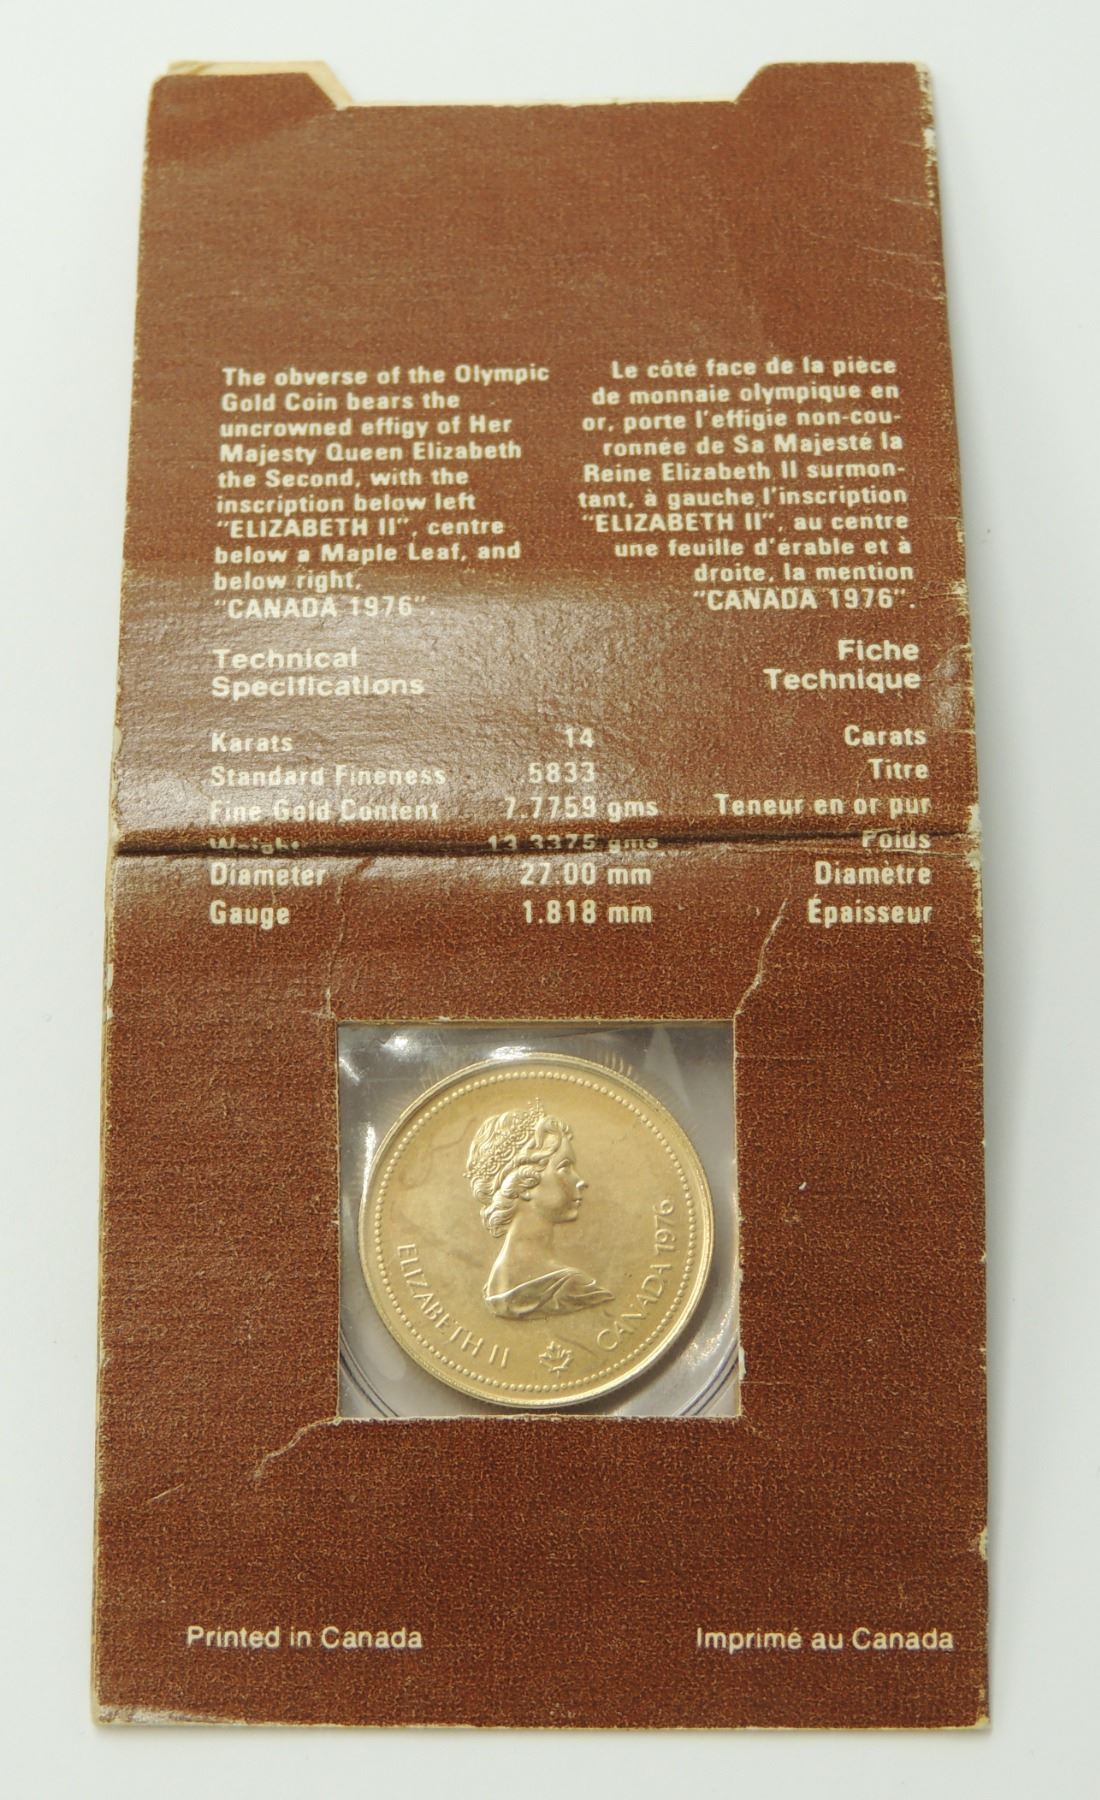 The obverse of the Olympic
Gold Coin bears the
uncrowned effigy of Her
Majesty Queen Elizabeth
the Second, with the
inscription below left
"ELIZABETH II", centre
below a Maple Leaf, and
below right,
"CANADA 1976".
Le côté face de la pièce
de monnaie olympique en
or, porte l'effigie non-cou-
ronnée de Sa Majesté la
Reine Elizabeth II surmon-
tant, à gauche, l'inscription
"ELIZABETH II", au centre
une feuille d'érable et à
droite, la mention
"CANADA 1976".
Technical
Specifications
Fiche
Technique
Karats 14 Carats
Standard Fineness .5833 Titre
Fine Gold Content 7.7759 gms Teneur en or pur
Weight 13.3375 gms Poids
Diameter 27.00 mm Diamètre
Gauge 1.818 mm Épaisseur
ELIZABETH II CANADA 1976
Printed in Canada Imprimé au Canada